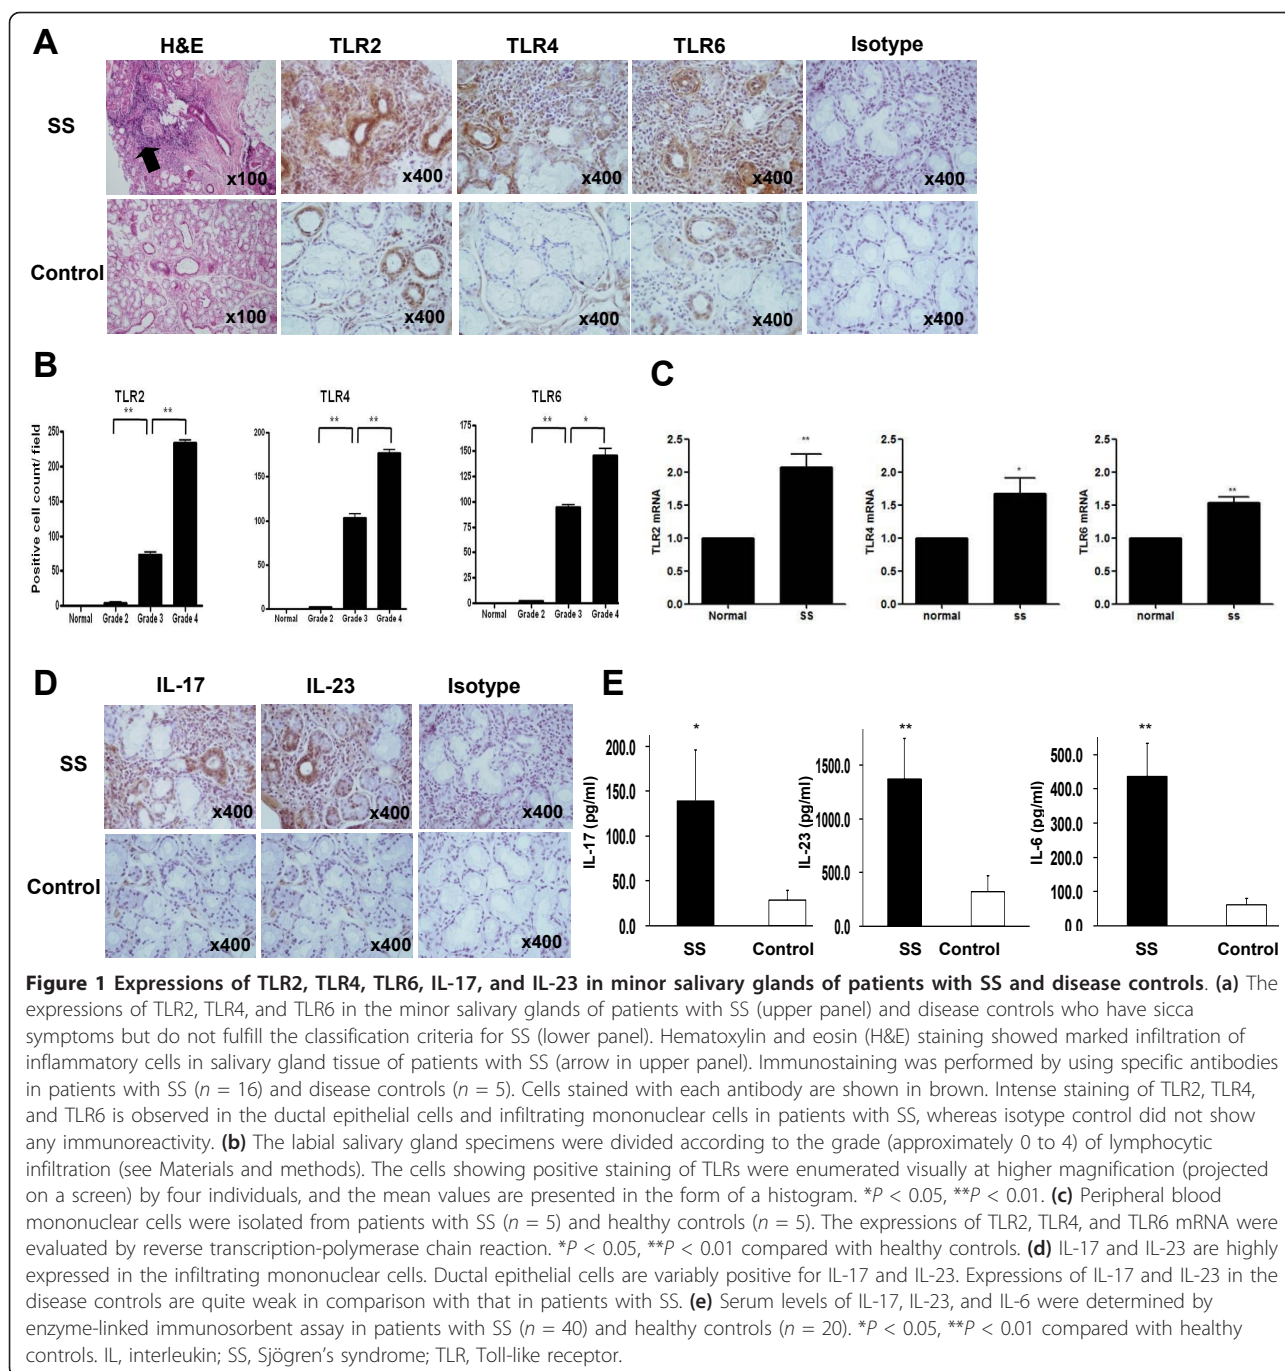 A
H&E TLR2 TLR4 TLR6 Isotype
SS
x100 x400 x400 x400 x400
Control
x100 x400 x400 x400 x400
B
TLR2
** **
Positive cell count/ field
250
200
150
100
50
0
Normal Grade 2 Grade 3 Grade 4
TLR4
** **
200
150
100
50
0
Normal Grade 2 Grade 3 Grade 4
TLR6
** *
175
150
125
100
75
50
25
0
Normal Grade 2 Grade 3 Grade 4
C
TLR2 mRNA
2.5
2.0
1.5
1.0
0.5
0.0
**
Normal SS
TLR4 mRNA
2.5
2.0
1.5
1.0
0.5
0.0
*
normal ss
TLR6 mRNA
2.5
2.0
1.5
1.0
0.5
0.0
**
normal ss
D
IL-17 IL-23 Isotype
SS
x400 x400 x400
Control
x400 x400 x400
E
IL-17 (pg/ml)
200.0
150.0
100.0
50.0
0.0
*
SS Control
IL-23 (pg/ml)
1500.0
1000.0
500.0
0.0
**
SS Control
IL-6 (pg/ml)
500.0
400.0
300.0
200.0
100.0
0.0
**
SS Control
Figure 1 Expressions of TLR2, TLR4, TLR6, IL-17, and IL-23 in minor salivary glands of patients with SS and disease controls. (a) The
expressions of TLR2, TLR4, and TLR6 in the minor salivary glands of patients with SS (upper panel) and disease controls who have sicca
symptoms but do not fulfill the classification criteria for SS (lower panel). Hematoxylin and eosin (H&E) staining showed marked infiltration of
inflammatory cells in salivary gland tissue of patients with SS (arrow in upper panel). Immunostaining was performed by using specific antibodies
in patients with SS (n = 16) and disease controls (n = 5). Cells stained with each antibody are shown in brown. Intense staining of TLR2, TLR4,
and TLR6 is observed in the ductal epithelial cells and infiltrating mononuclear cells in patients with SS, whereas isotype control did not show
any immunoreactivity. (b) The labial salivary gland specimens were divided according to the grade (approximately 0 to 4) of lymphocytic
infiltration (see Materials and methods). The cells showing positive staining of TLRs were enumerated visually at higher magnification (projected
on a screen) by four individuals, and the mean values are presented in the form of a histogram. *P < 0.05, **P < 0.01. (c) Peripheral blood
mononuclear cells were isolated from patients with SS (n = 5) and healthy controls (n = 5). The expressions of TLR2, TLR4, and TLR6 mRNA were
evaluated by reverse transcription-polymerase chain reaction. *P < 0.05, **P < 0.01 compared with healthy controls. (d) IL-17 and IL-23 are highly
expressed in the infiltrating mononuclear cells. Ductal epithelial cells are variably positive for IL-17 and IL-23. Expressions of IL-17 and IL-23 in the
disease controls are quite weak in comparison with that in patients with SS. (e) Serum levels of IL-17, IL-23, and IL-6 were determined by
enzyme-linked immunosorbent assay in patients with SS (n = 40) and healthy controls (n = 20). *P < 0.05, **P < 0.01 compared with healthy
controls. IL, interleukin; SS, Sjögren's syndrome; TLR, Toll-like receptor.